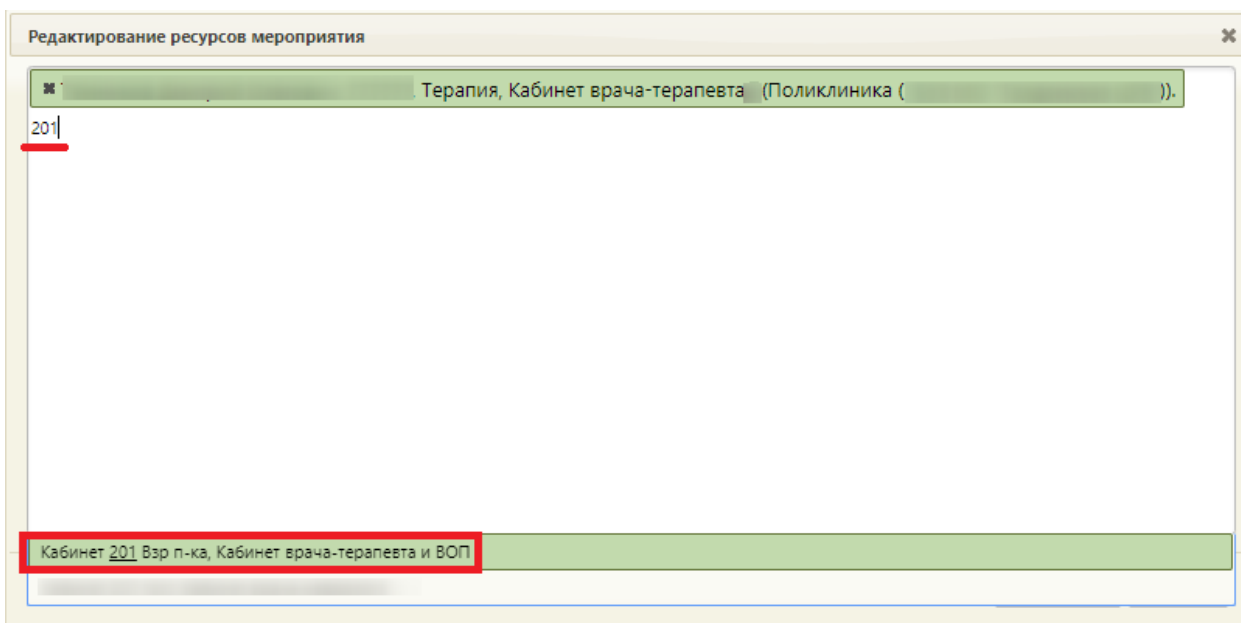 Редактирование ресурсов мероприятия
Терапия, Кабинет врача-терапевта (Поликлиника ( )).
201
Кабинет 201 Взр п-ка, Кабинет врача-терапевта и ВОП